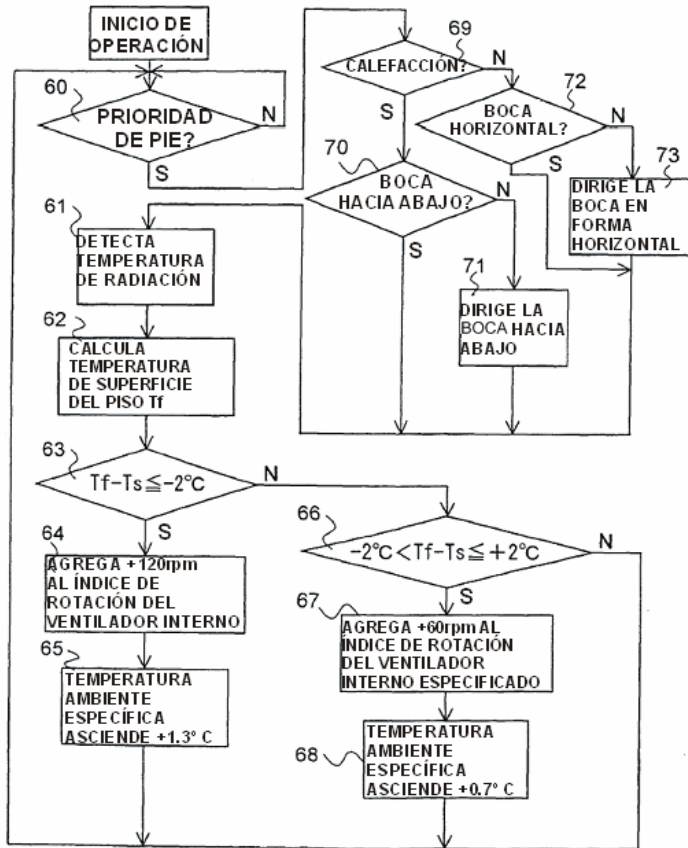 INICIO DE
OPERACIÓN
60
PRIORIDAD
DE PIE?
N
S
69
CALEFACCIÓN?
N
S
72
BOCA
HORIZONTAL?
N
S
73
DIRIGE LA
BOCA EN
FORMA
HORIZONTAL
70
BOCA
HACIA ABAJO?
N
S
71
DIRIGE LA
BOCA HACIA
ABAJO
61
DETECTA
TEMPERATURA
DE RADIACIÓN
62
CALCULA
TEMPERATURA
DE SUPERFICIE
DEL PISO Tf
63
Tf-Ts≦-2°C
N
S
64
AGREGA +120rpm
AL ÍNDICE DE
ROTACIÓN DEL
VENTILADOR INTERNO
65
TEMPERATURA
AMBIENTE
ESPECÍFICA
ASCIENDE +1.3° C
66
-2°C<Tf-Ts≦+2°C
N
S
67
AGREGA +60rpm AL
ÍNDICE DE ROTACIÓN
DEL VENTILADOR
INTERNO ESPECIFICADO
68
TEMPERATURA
AMBIENTE
ESPECÍFICA
ASCIENDE +0.7° C